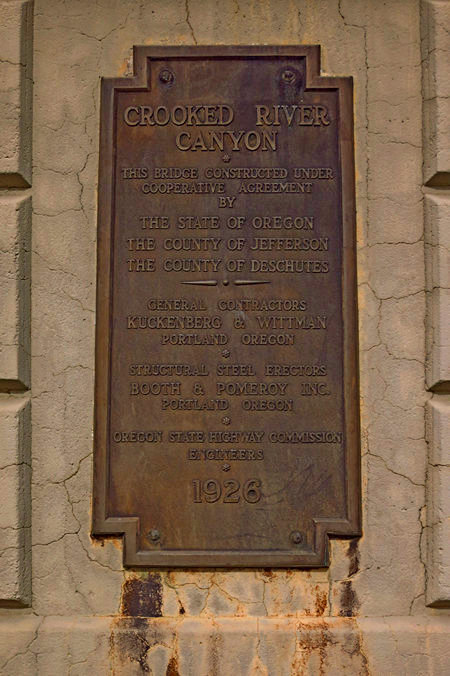 CROOKED RIVER
CANYON
THIS BRIDGE CONSTRUCTED UNDER
COOPERATIVE AGREEMENT
BY
THE STATE OF OREGON
THE COUNTY OF JEFFERSON
THE COUNTY OF DESCHUTES
GENERAL CONTRACTORS
KUCKENBERG & WITTMAN
PORTLAND OREGON
STRUCTURAL STEEL ERECTORS
BOOTH & POMEROY INC.
PORTLAND OREGON
OREGON STATE HIGHWAY COMMISSION
ENGINEERS
1926